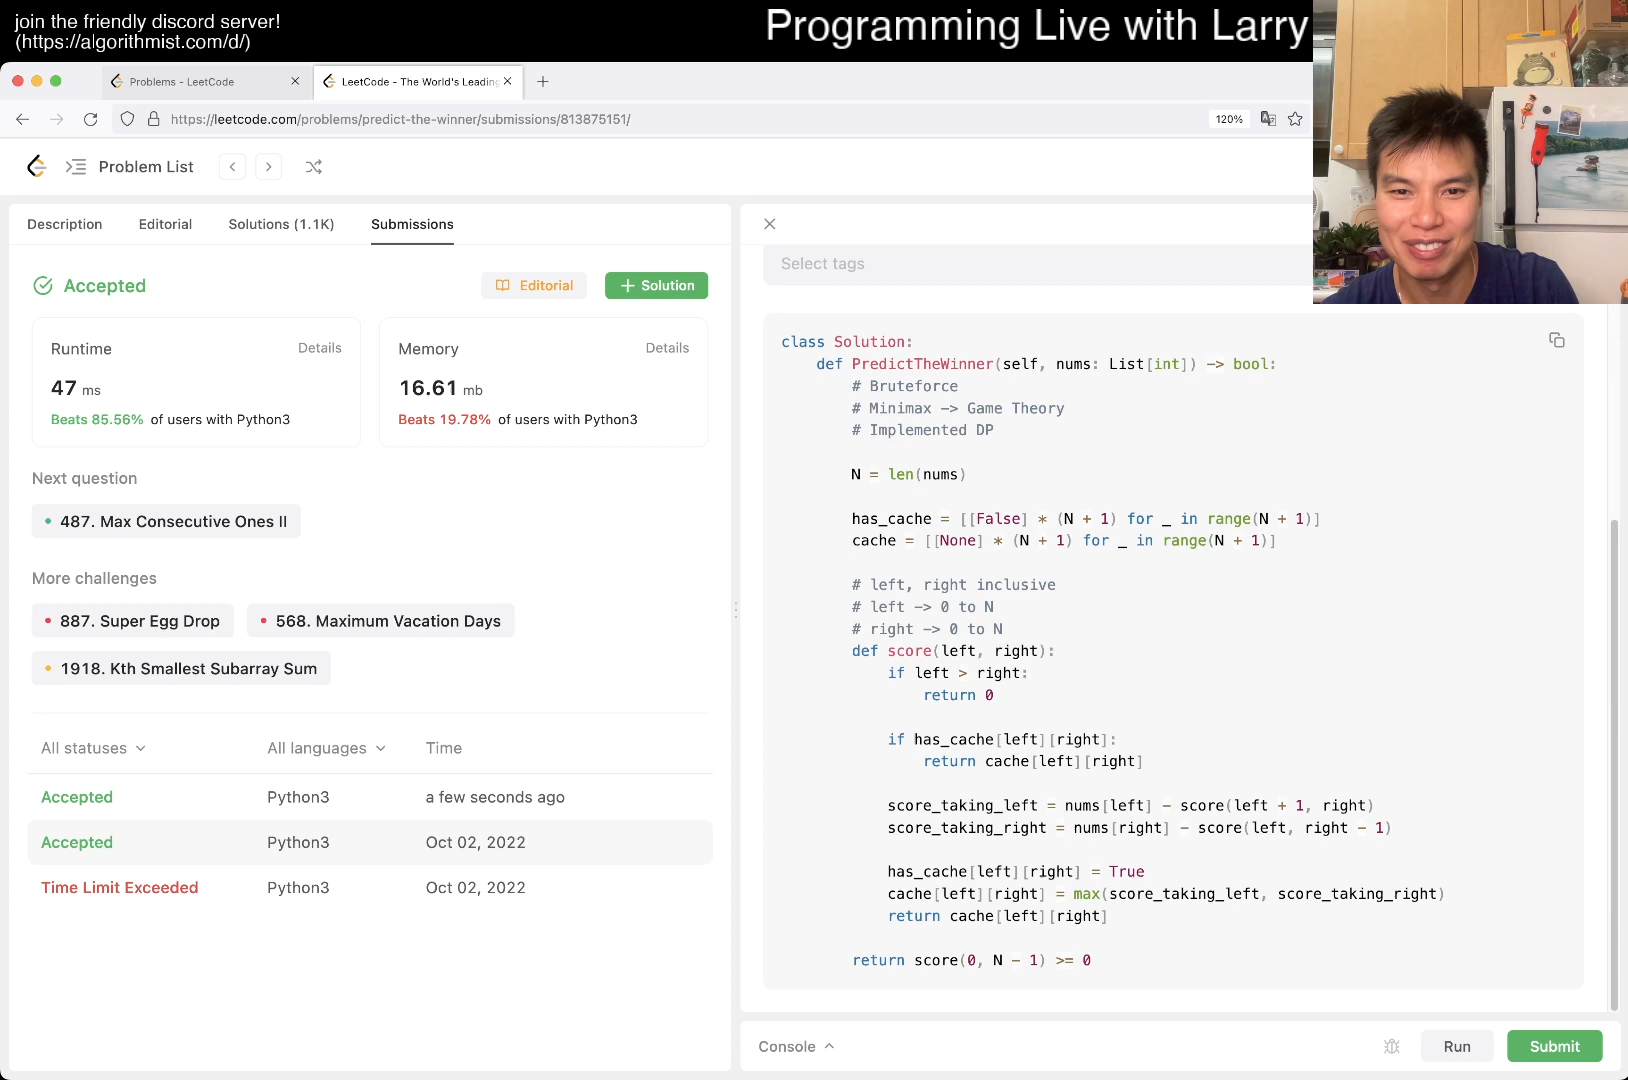 join the friendly discord server!
(https://algorithmist.com/d/)
Programming Live with Larry
Problems - LeetCode
LeetCode - The World's Leading
https://leetcode.com/problems/predict-the-winner/submissions/813875151/
120%
Problem List
Description
Editorial
Solutions (1.1K)
Submissions
Accepted
Editorial
Solution
Runtime
Details
47 ms
Beats 85.56% of users with Python3
Memory
Details
16.61 mb
Beats 19.78% of users with Python3
Next question
487. Max Consecutive Ones II
More challenges
887. Super Egg Drop
568. Maximum Vacation Days
1918. Kth Smallest Subarray Sum
All statuses
All languages
Time
Accepted
Python3
a few seconds ago
Accepted
Python3
Oct 02, 2022
Time Limit Exceeded
Python3
Oct 02, 2022
Select tags
class Solution:
def PredictTheWinner(self, nums: List[int]) -> bool:
# Bruteforce
# Minimax -> Game Theory
# Implemented DP
N = len(nums)
has_cache = [[False] * (N + 1) for _ in range(N + 1)]
cache = [[None] * (N + 1) for _ in range(N + 1)]
# left, right inclusive
# left -> 0 to N
# right -> 0 to N
def score(left, right):
if left > right:
return 0
if has_cache[left][right]:
return cache[left][right]
score_taking_left = nums[left] - score(left + 1, right)
score_taking_right = nums[right] - score(left, right - 1)
has_cache[left][right] = True
cache[left][right] = max(score_taking_left, score_taking_right)
return cache[left][right]
return score(0, N - 1) >= 0
Console
Run
Submit